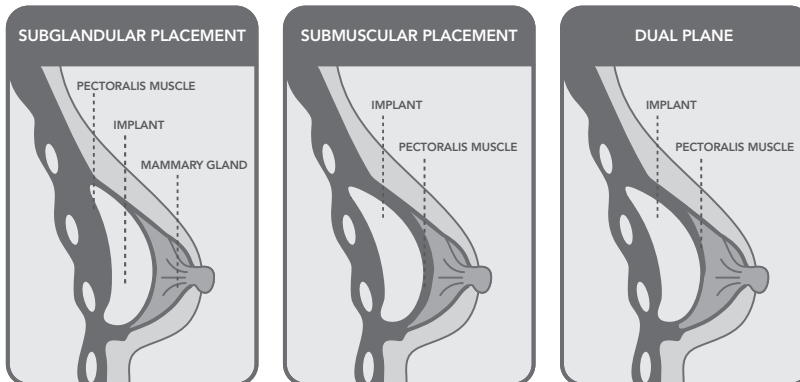 SUBGLANDULAR PLACEMENT
PECTORALIS MUSCLE
IMPLANT
MAMMARY GLAND
SUBMUSCULAR PLACEMENT
IMPLANT
PECTORALIS MUSCLE
DUAL PLANE
IMPLANT
PECTORALIS MUSCLE